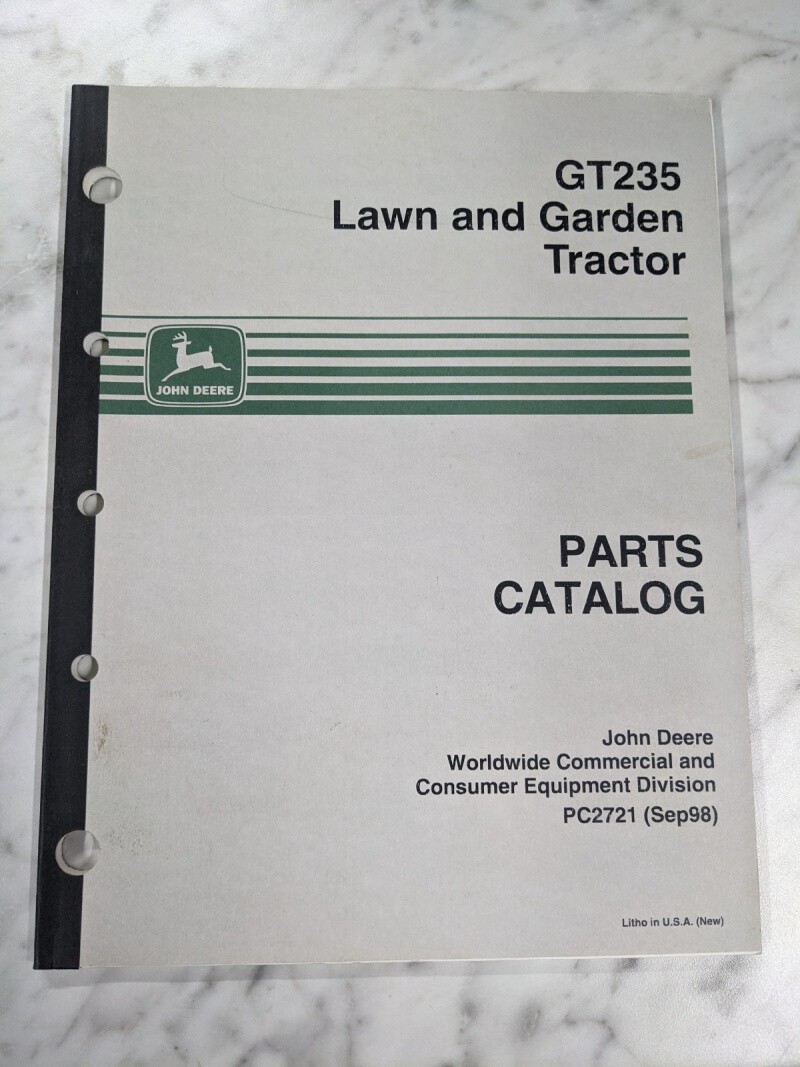 GT235
Lawn and Garden
Tractor
JOHN DEERE
PARTS
CATALOG
John Deere
Worldwide Commercial and
Consumer Equipment Division
PC2721 (Sep98)
Litho in U.S.A. (New)